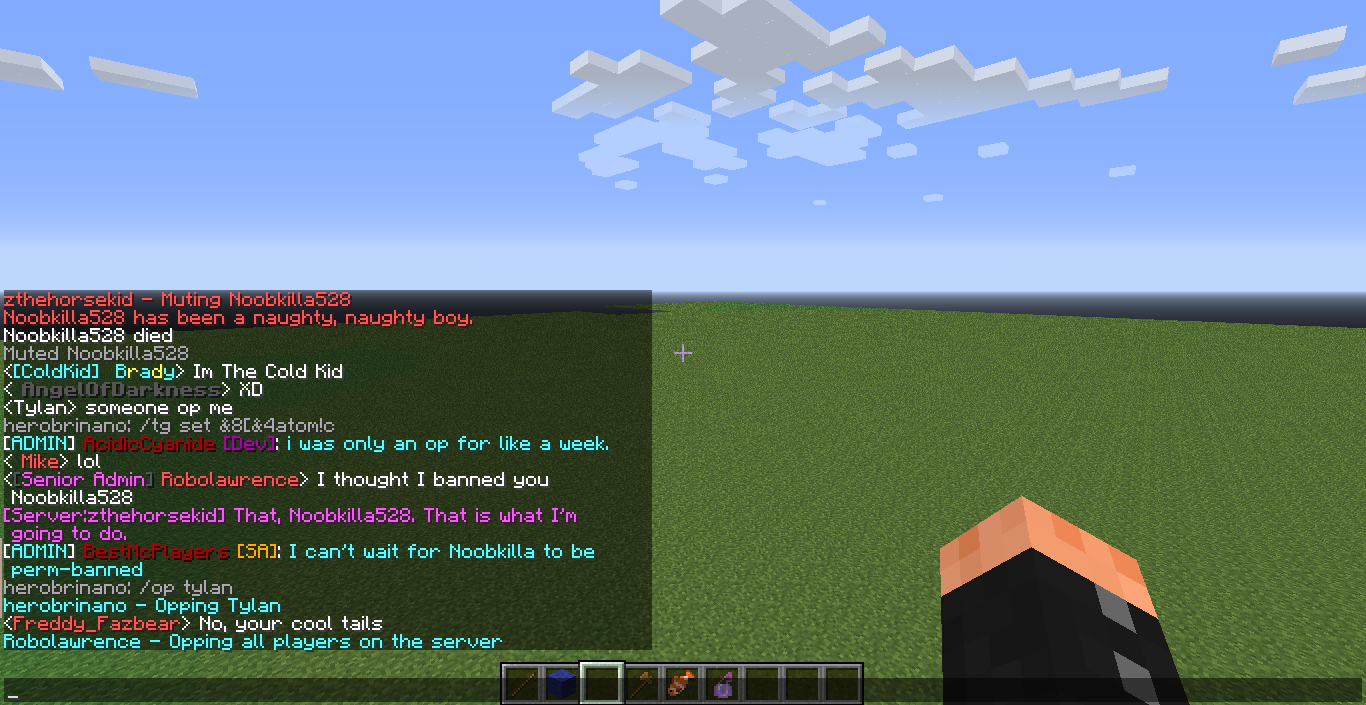 zthehorsekid - Muting Noobkilla528
Noobkilla528 has been a naughty, naughty boy.
Noobkilla528 died
Muted Noobkilla528
<[ColdKid] Brady> Im The Cold Kid
< AngelOfDarkness> XD
<Tylan> someone op me
herobrinano: /tg set &8[&4atom!c
[ADMIN] AcidicCyanide [Dev]: i was only an op for like a week.
< Mike> lol
<[Senior Admin] Robolawrence> I thought I banned you
Noobkilla528
[Server:zthehorsekid] That, Noobkilla528. That is what I'm
going to do.
[ADMIN] BestMcPlayers [SA]: I can't wait for Noobkilla to be
perm-banned
herobrinano: /op tylan
herobrinano - Opping Tylan
<Freddy_Fazbear> No, your cool tails
Robolawrence - Opping all players on the server
_